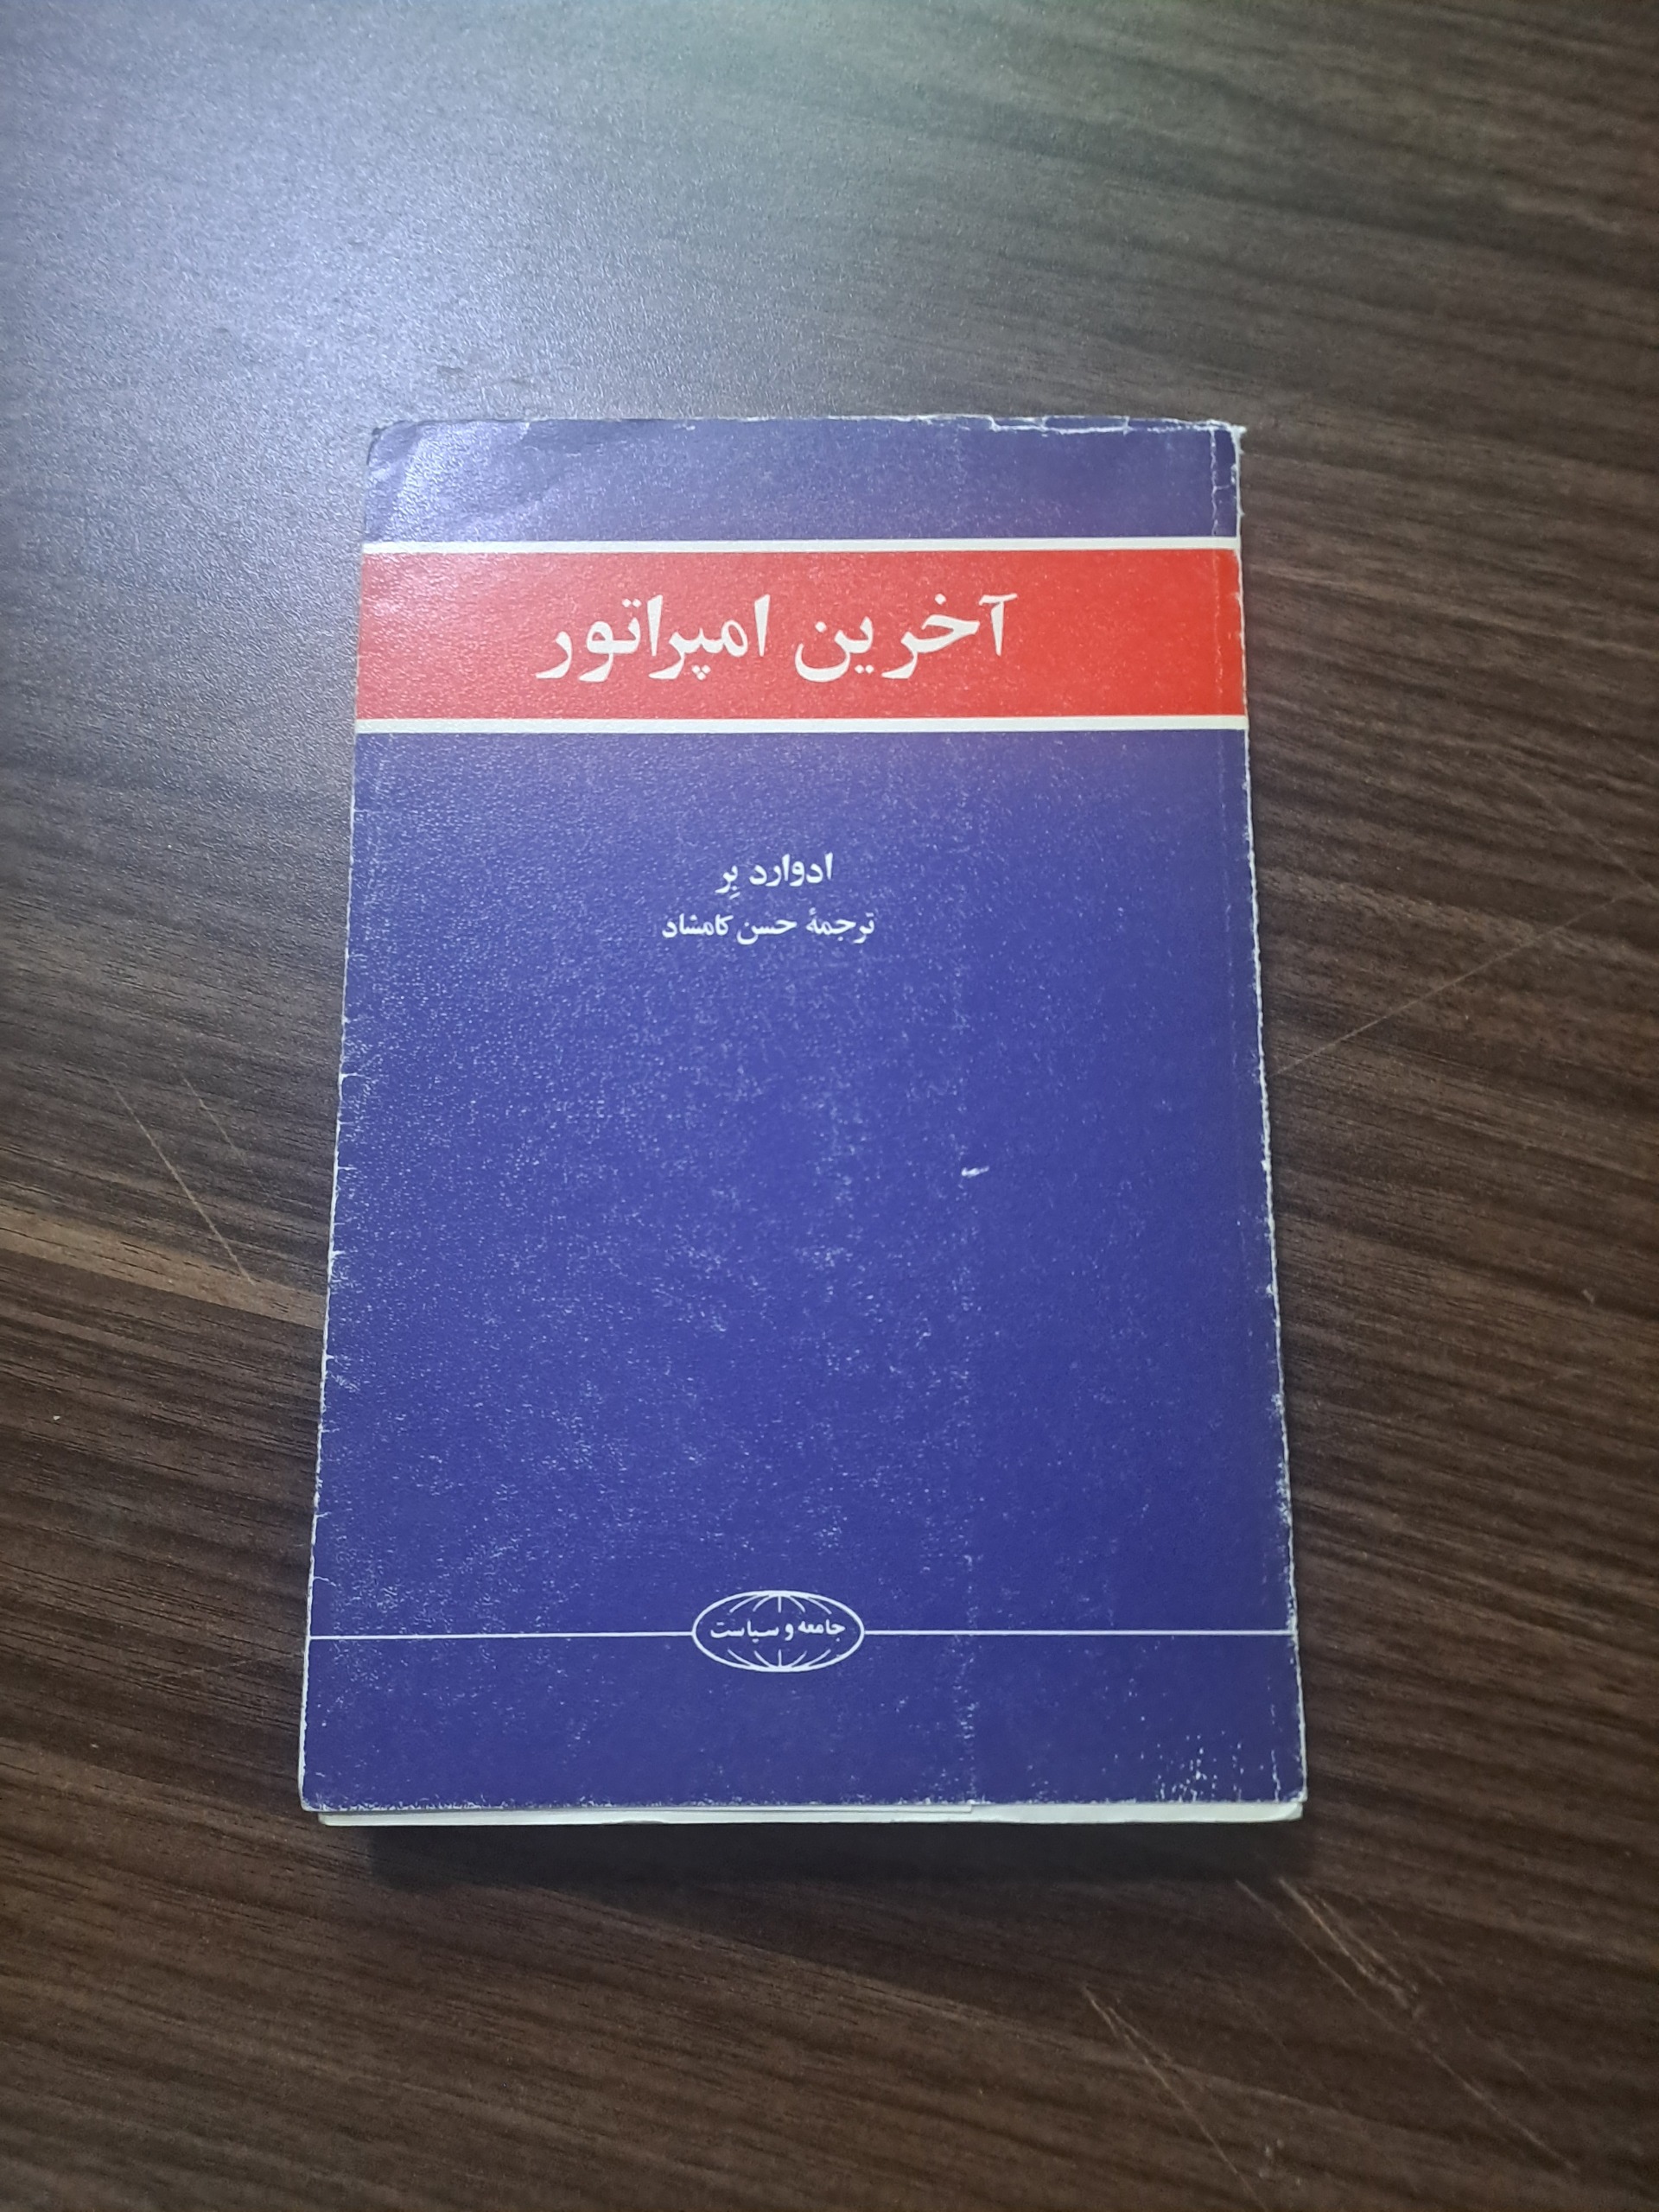 آخرین امپراتور
ادوارد بِر
ترجمهٔ حسن کامشاد
جامعه و سیاست